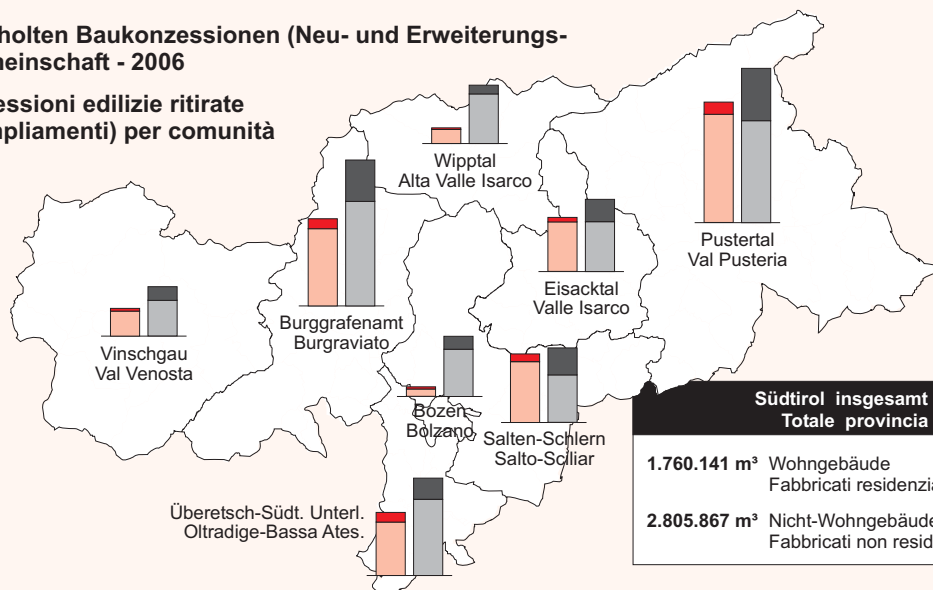 holten Baukonzessionen (Neu- und Erweiterungs-
einschaft - 2006
essioni edilizie ritirate
pliamenti) per comunità
Wipptal
Alta Valle Isarco
Pustertal
Val Pusteria
Eisacktal
Valle Isarco
Burggrafenamt
Burgraviato
Vinschgau
Val Venosta
Bozen
Bolzano
Salten-Schlern
Salto-Sciliar
Überetsch-Südt. Unterl.
Oltradige-Bassa Ates.
Südtirol insgesamt
Totale provincia
1.760.141 m³ Wohngebäude
Fabbricati residenzia
2.805.867 m³ Nicht-Wohngebäude
Fabbricati non resid